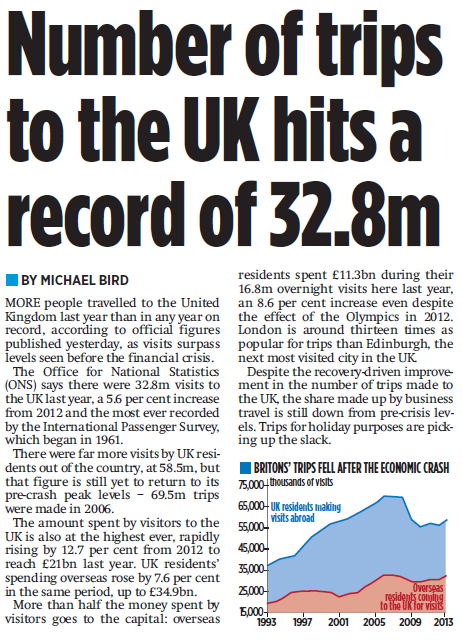 Number of trips
to the UK hits a
record of 32.8m
BY MICHAEL BIRD
MORE people travelled to the United
Kingdom last year than in any year on
record, according to official figures
published yesterday, as visits surpass
levels seen before the financial crisis.
The Office for National Statistics
(ONS) says there were 32.8m visits to
the UK last year, a 5.6 per cent increase
from 2012 and the most ever recorded
by the International Passenger Survey,
which began in 1961.
There were far more visits by UK resi-
dents out of the country, at 58.5m, but
that figure is still yet to return to its
pre-crash peak levels – 69.5m trips
were made in 2006.
The amount spent by visitors to the
UK is also at the highest ever, rapidly
rising by 12.7 per cent from 2012 to
reach £21bn last year. UK residents’
spending overseas rose by 7.6 per cent
in the same period, up to £34.9bn.
More than half the money spent by
visitors goes to the capital: overseas
residents spent £11.3bn during their
16.8m overnight visits here last year,
an 8.6 per cent increase even despite
the effect of the Olympics in 2012.
London is around thirteen times as
popular for trips than Edinburgh, the
next most visited city in the UK.
Despite the recovery-driven improve-
ment in the number of trips made to
the UK, the share made up by business
travel is still down from pre-crisis lev-
els. Trips for holiday purposes are pick-
ing up the slack.
BRITONS’ TRIPS FELL AFTER THE ECONOMIC CRASH
75,000 thousands of visits
65,000 UK residents making
visits abroad
55,000
45,000
35,000
25,000 Overseas
residents coming
to the UK for visits
15,000
1993 1997 2001 2005 2009 2013